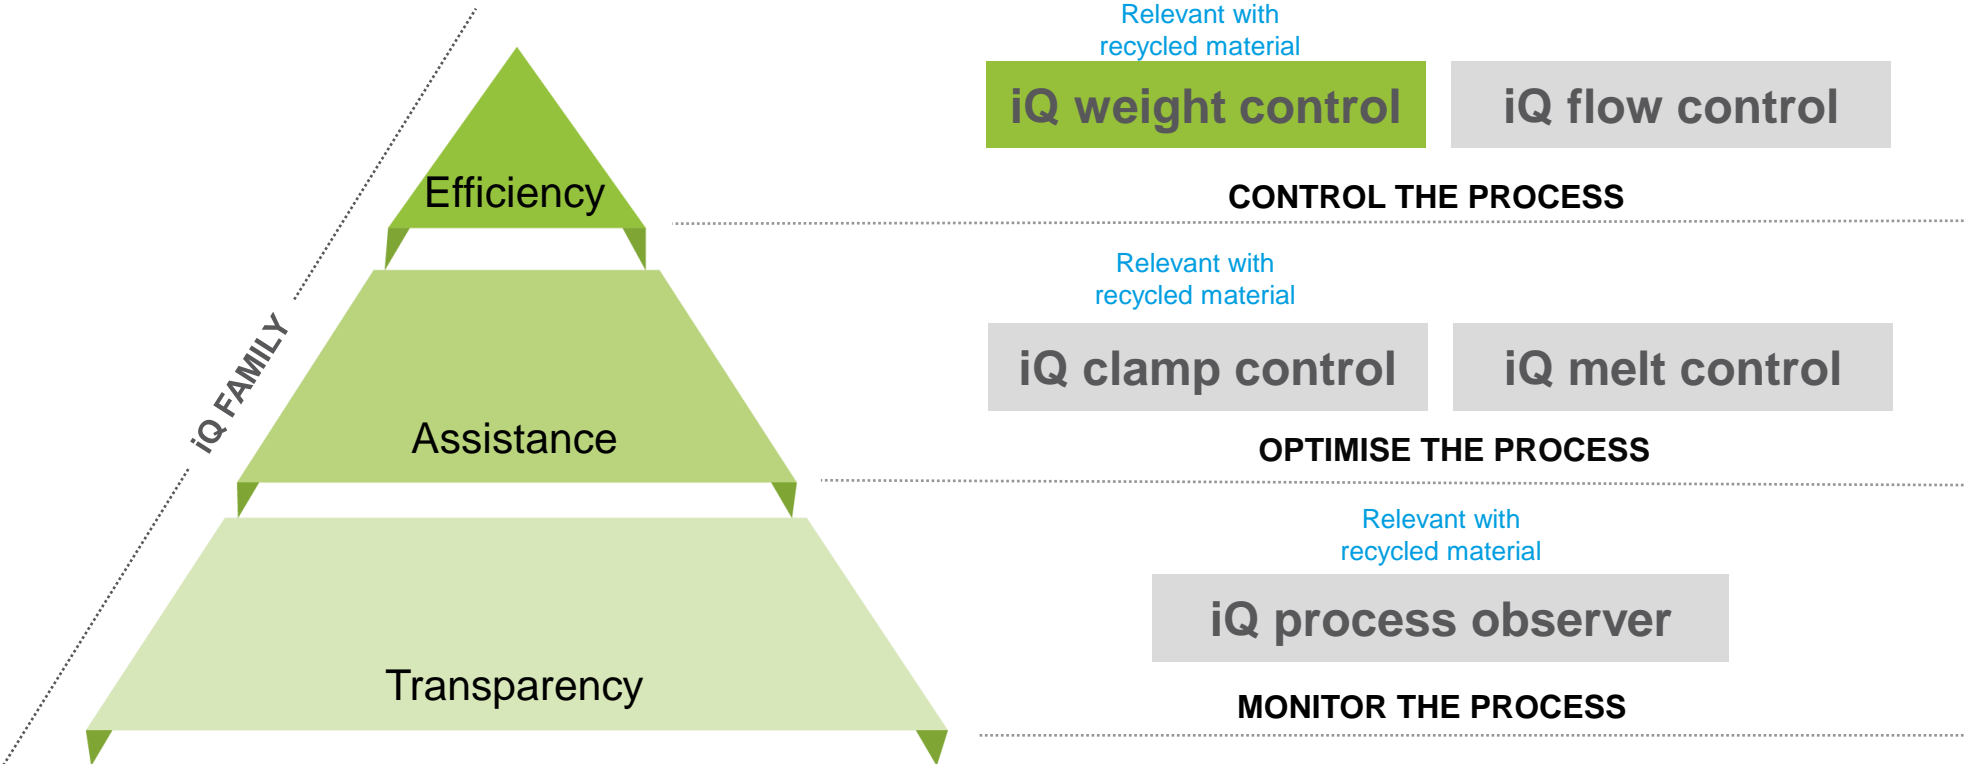 Relevant with
recycled material
iQ weight control
iQ flow control
Efficiency
CONTROL THE PROCESS
Relevant with
recycled material
iQ FAMILY
iQ clamp control
iQ melt control
Assistance
OPTIMISE THE PROCESS
Relevant with
recycled material
iQ process observer
Transparency
MONITOR THE PROCESS